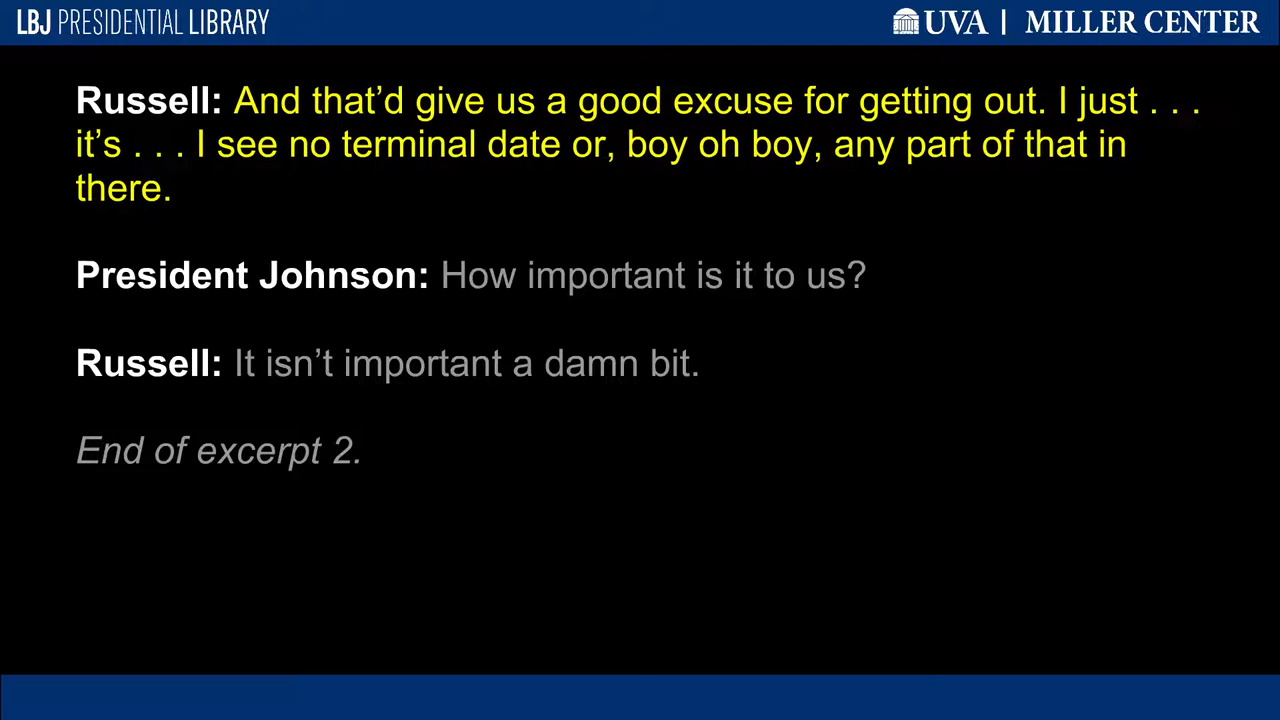 LBJ PRESIDENTIAL LIBRARY
UVA | MILLER CENTER
Russell: And that’d give us a good excuse for getting out. I just . . .
it’s . . . I see no terminal date or, boy oh boy, any part of that in
there.
President Johnson: How important is it to us?
Russell: It isn’t important a damn bit.
End of excerpt 2.